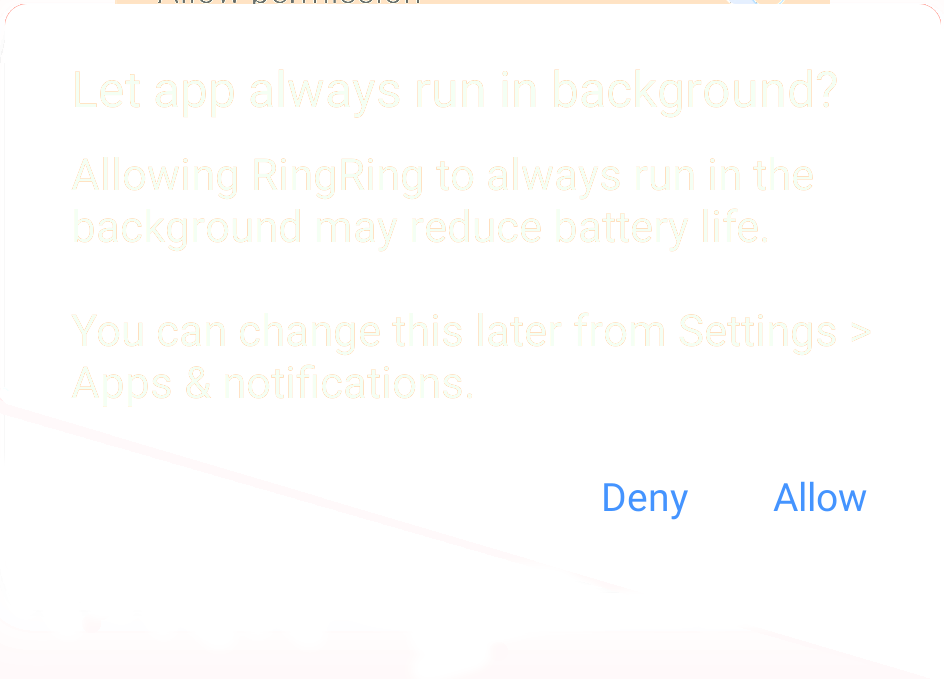 Let app always run in background?
Allowing RingRing to always run in the
background may reduce battery life.
You can change this later from Settings >
Apps & notifications.
Deny Allow